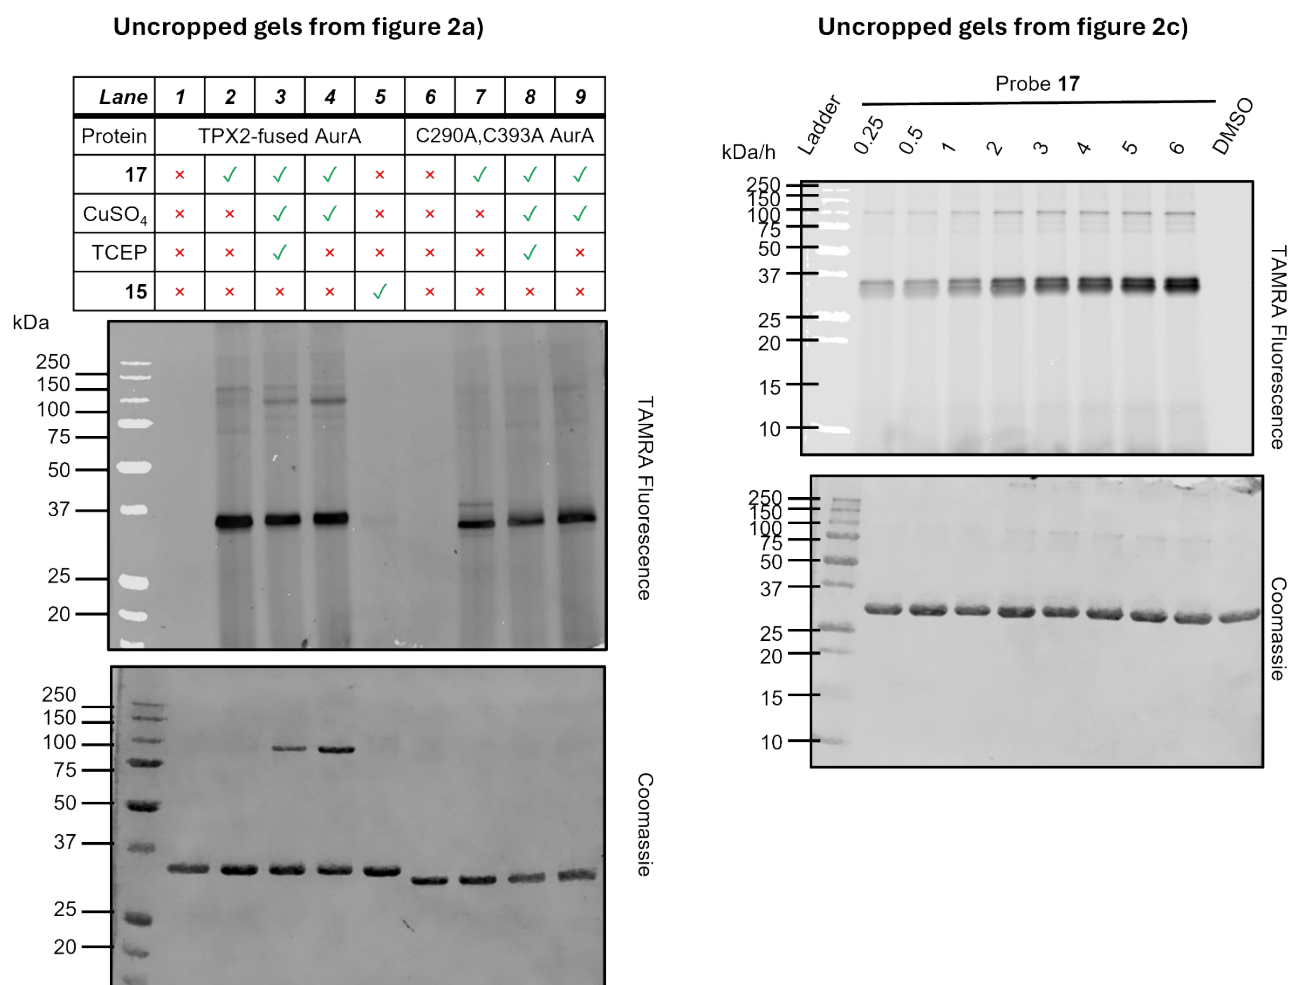 Uncropped gels from figure 2a)
Lane 1 2 3 4 5 6 7 8 9
Protein TPX2-fused AurA C290A,C393A AurA
17 × ✓ ✓ ✓ × × ✓ ✓ ✓
CuSO₄ × × ✓ ✓ × × × ✓ ✓
TCEP × × ✓ × × × × ✓ ×
15 × × × × ✓ × × × ×
kDa
250
150
100
75
50
37
25
20
TAMRA Fluorescence
250
150
100
75
50
37
25
20
Coomassie
Uncropped gels from figure 2c)
Probe 17
kDa/h Ladder 0.25 0.5 1 2 3 4 5 6 DMSO
250
150
100
75
50
37
25
20
15
10
TAMRA Fluorescence
250
150
100
75
50
37
25
20
15
10
Coomassie